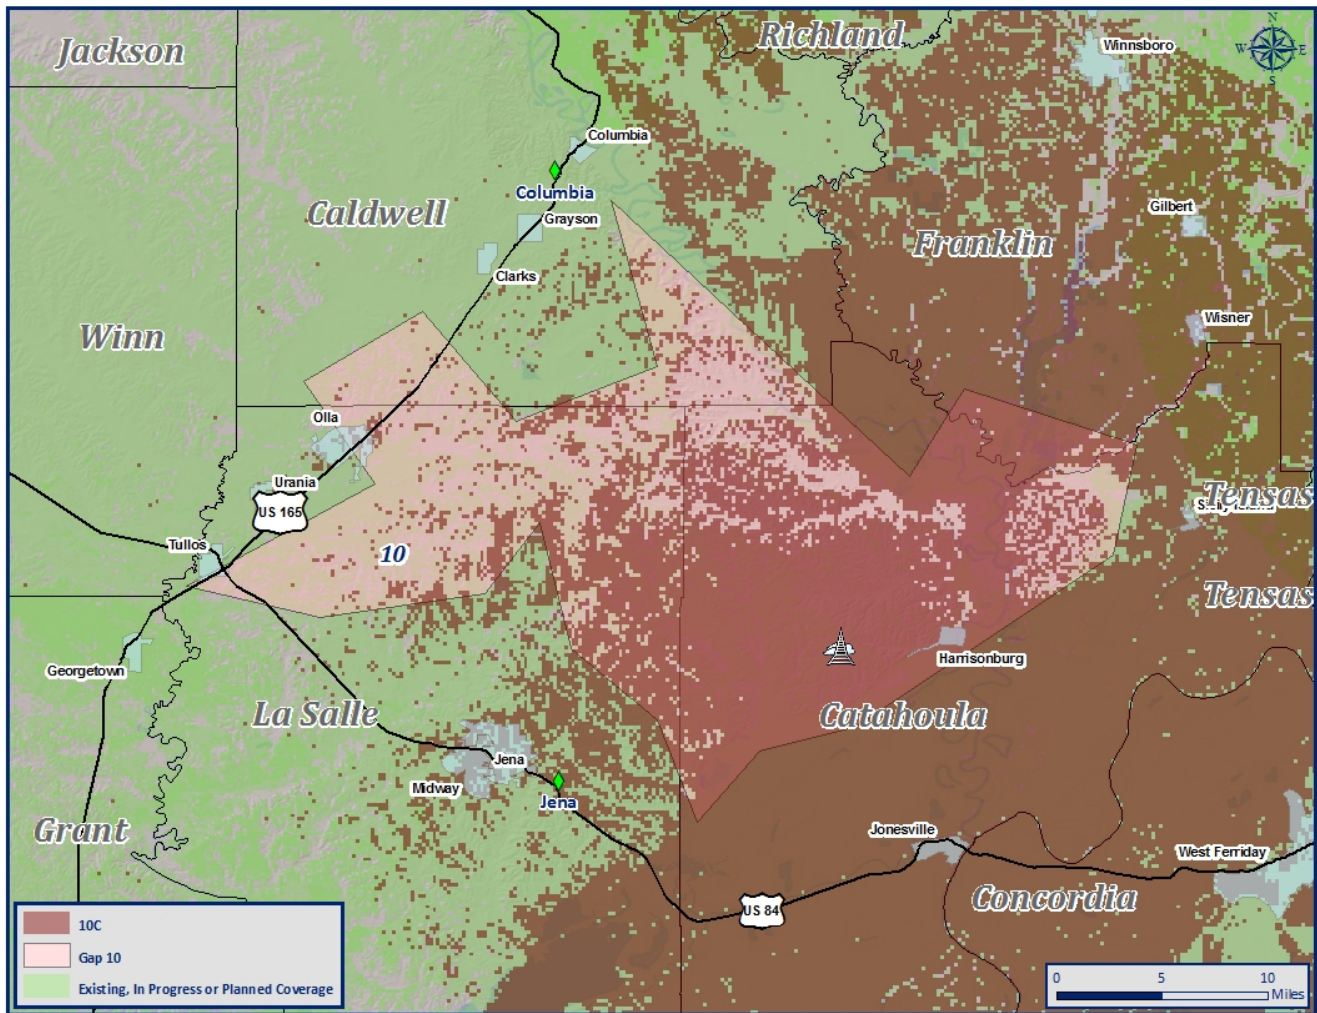 Jackson
Richland
Winnsboro
N
W
E
S
Columbia
Columbia
Caldwell
Grayson
Gilbert
Franklin
Clarks
Winn
Wisner
Olla
Urania
US 165
Tensas
Tullos
10
Tensas
Georgetown
Harrisonburg
La Salle
Catahoula
Jena
Midway
Jena
Grant
Jonesville
West Ferriday
Concordia
US 84
10C
Gap 10
Existing, In Progress or Planned Coverage
0 5 10
Miles